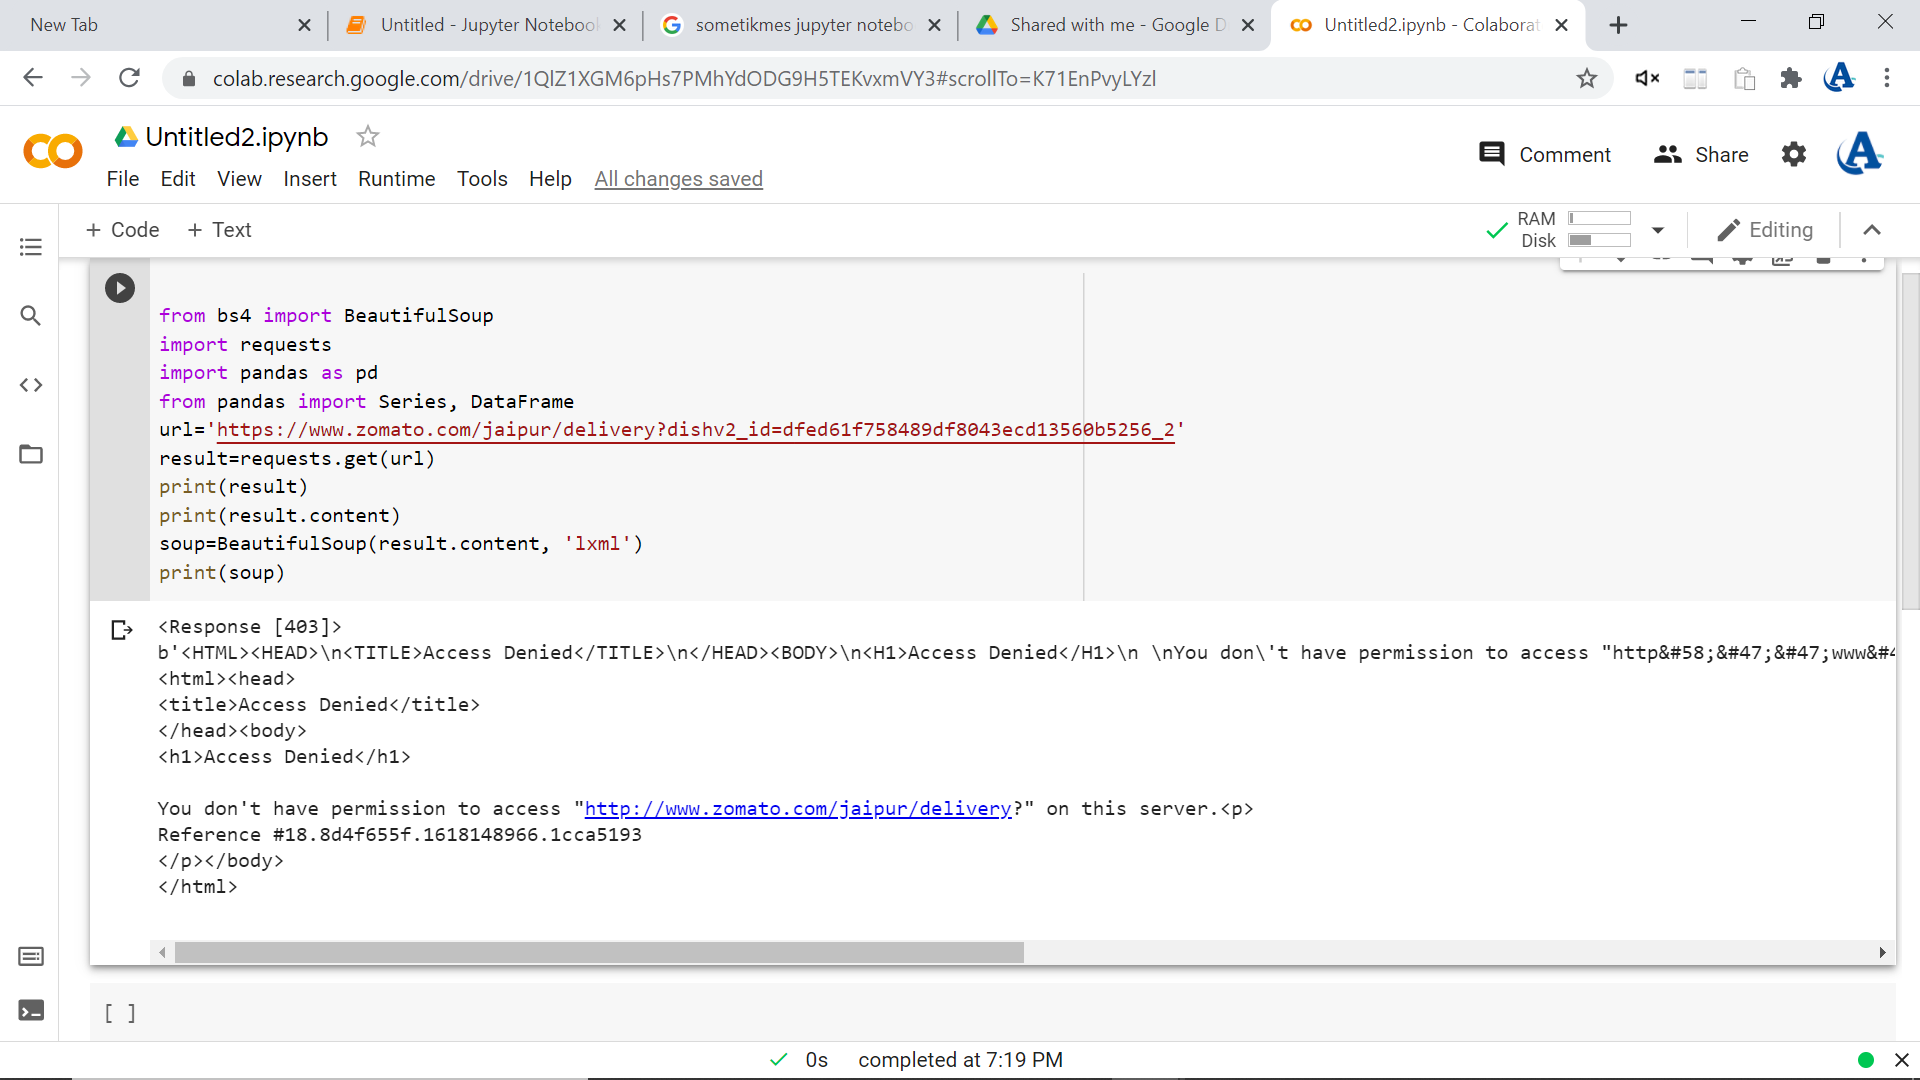 New Tab
Untitled - Jupyter Notebook
sometikmes jupyter notebo
Shared with me - Google D
Untitled2.ipynb - Colaborat
colab.research.google.com/drive/1QlZ1XGM6pHs7PMhYdODG9H5TEKvxmVY3#scrollTo=K71EnPvyLYzl
Untitled2.ipynb
Comment
Share
File Edit View Insert Runtime Tools Help All changes saved
+ Code + Text
RAM
Disk
Editing
from bs4 import BeautifulSoup
import requests
import pandas as pd
from pandas import Series, DataFrame
url='https://www.zomato.com/jaipur/delivery?dishv2_id=dfed61f758489df8043ecd13560b5256_2'
result=requests.get(url)
print(result)
print(result.content)
soup=BeautifulSoup(result.content, 'lxml')
print(soup)
<Response [403]>
b'<HTML><HEAD>\n<TITLE>Access Denied</TITLE>\n</HEAD><BODY>\n<H1>Access Denied</H1>\n \nYou don\'t have permission to access "http&#58;&#47;&#47;www&#4
<html><head>
<title>Access Denied</title>
</head><body>
<h1>Access Denied</h1>
You don't have permission to access "http://www.zomato.com/jaipur/delivery?" on this server.<p>
Reference #18.8d4f655f.1618148966.1cca5193
</p></body>
</html>
[ ]
0s completed at 7:19 PM